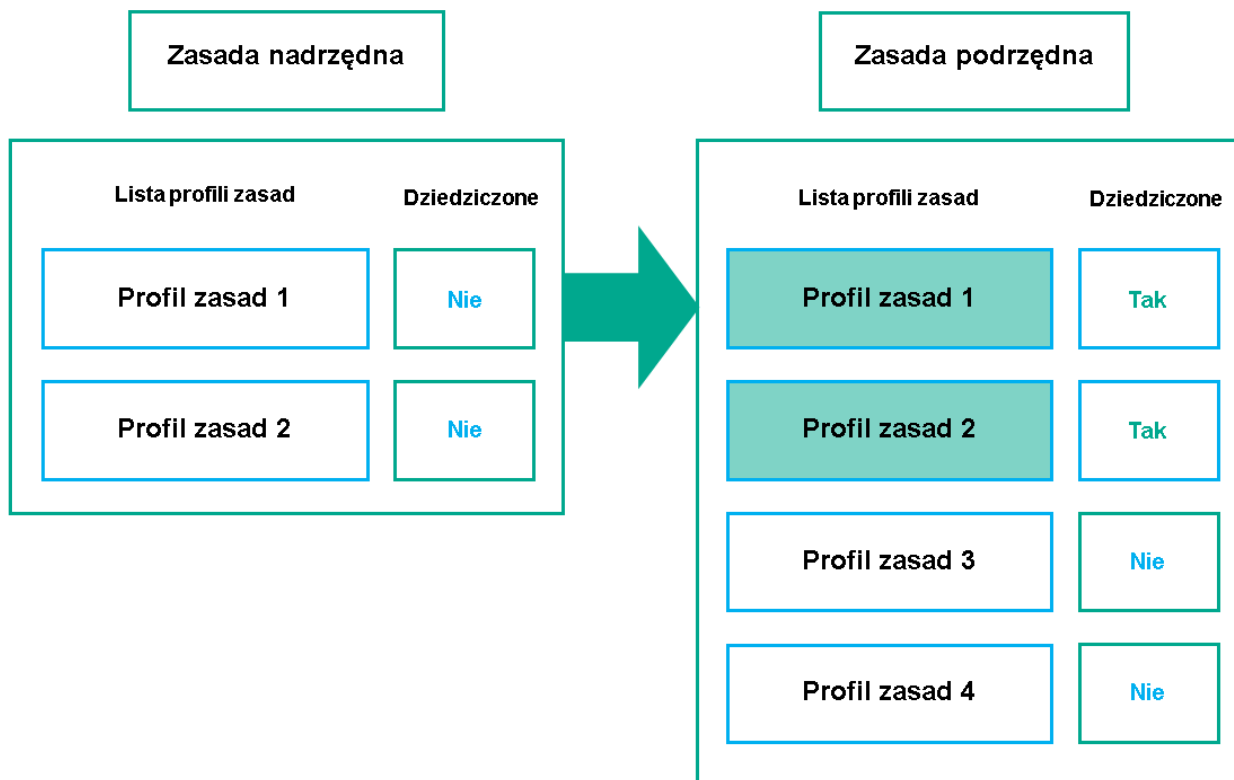 Zasada nadrzędna
Lista profili zasad
Dziedziczone
Profil zasad 1
Nie
Profil zasad 2
Nie
Zasada podrzędna
Lista profili zasad
Dziedziczone
Profil zasad 1
Tak
Profil zasad 2
Tak
Profil zasad 3
Nie
Profil zasad 4
Nie